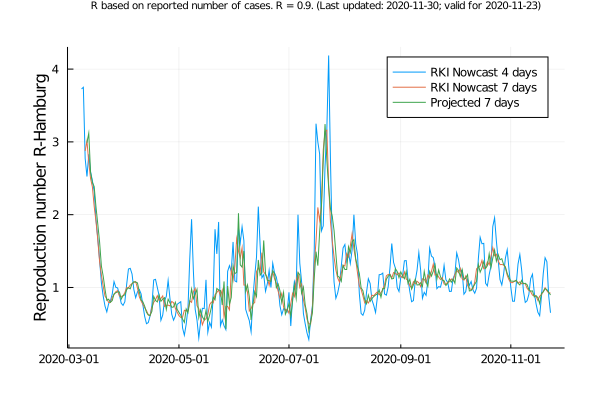 R based on reported number of cases. R = 0.9. (Last updated: 2020-11-30; valid for 2020-11-23)
Reproduction number R-Hamburg
4
3
2
1
RKI Nowcast 4 days
RKI Nowcast 7 days
Projected 7 days
2020-03-01
2020-05-01
2020-07-01
2020-09-01
2020-11-01